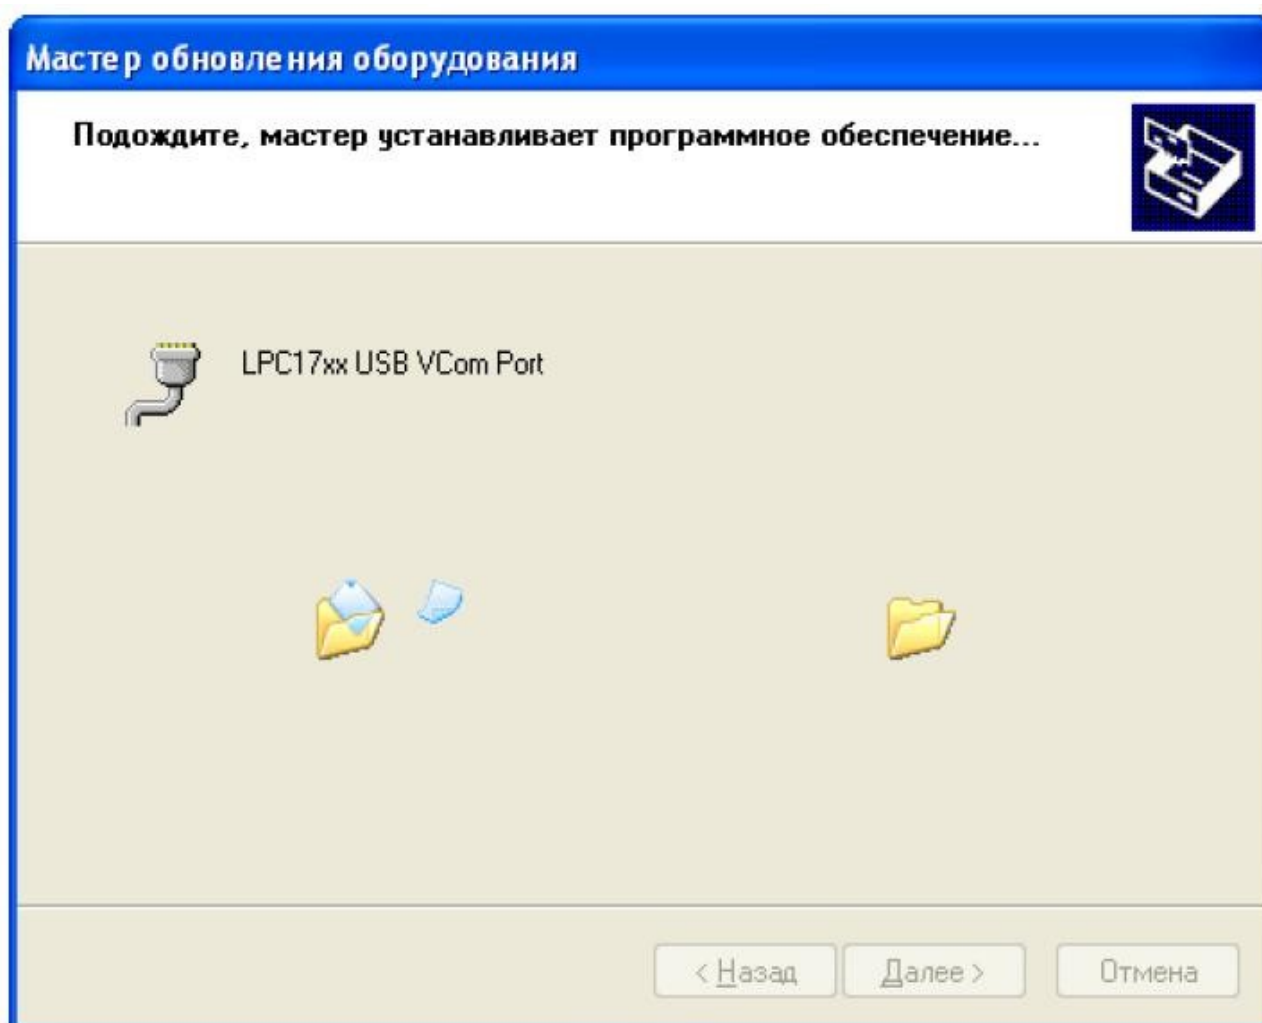 Мастер обновления оборудования
Подождите, мастер устанавливает программное обеспечение...
LPC17xx USB VCom Port
< Назад Далее > Отмена